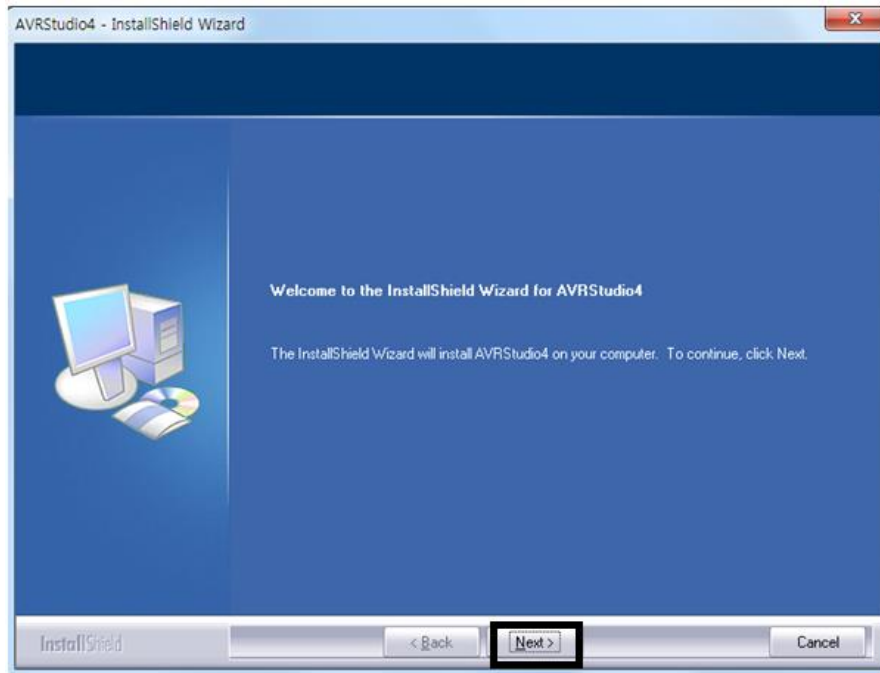 AVRStudio4 - InstallShield Wizard
Welcome to the InstallShield Wizard for AVRStudio4
The InstallShield Wizard will install AVRStudio4 on your computer. To continue, click Next.
InstallShield
< Back
Next >
Cancel